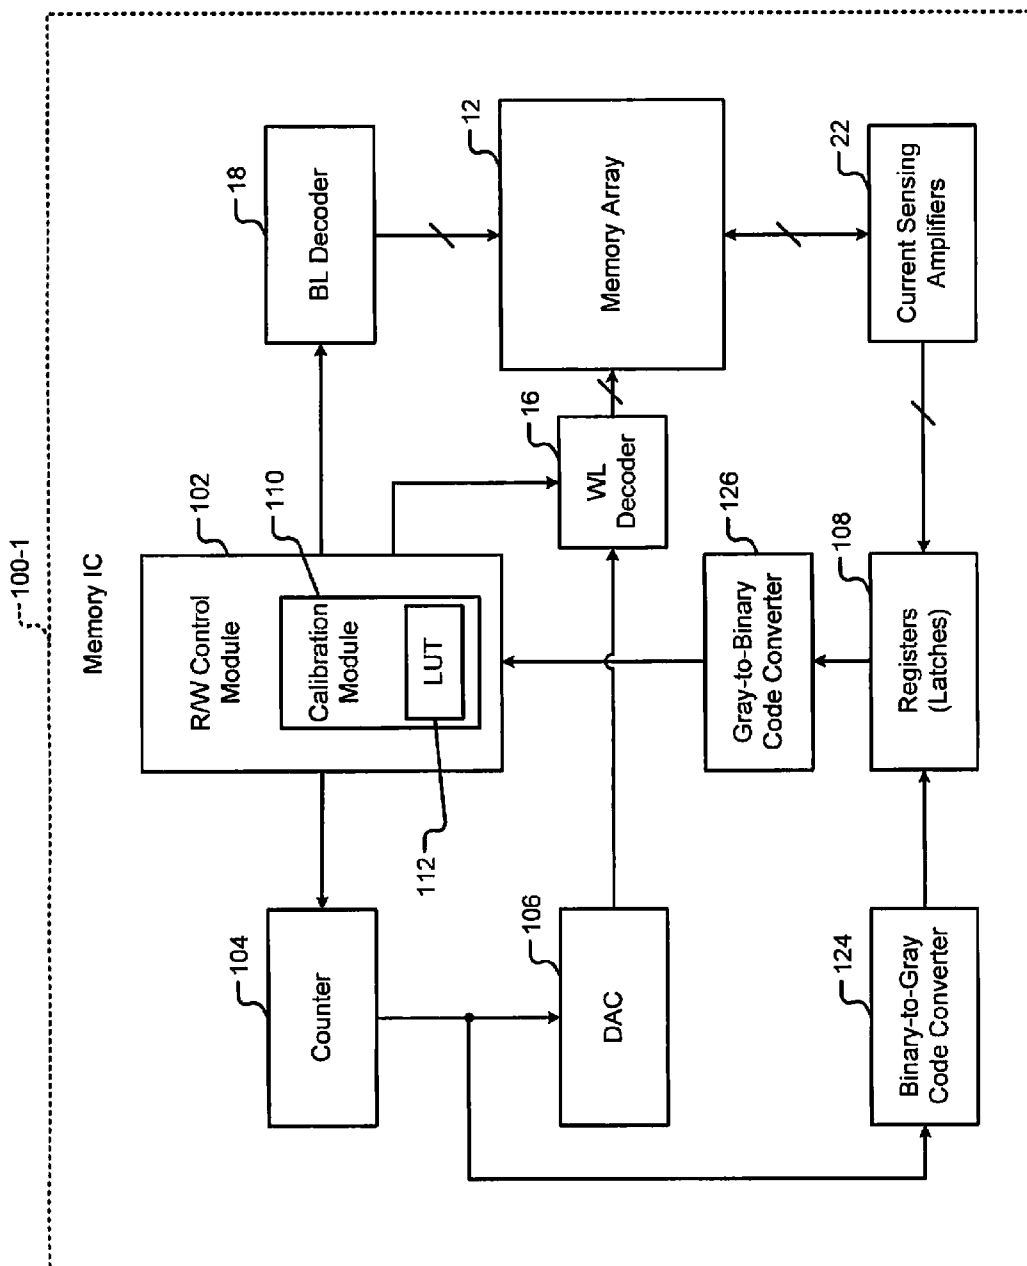 100-1
Memory IC
104
Counter
R/W Control
Module
102
Calibration
Module
110
LUT
112
BL Decoder
18
DAC
106
WL
Decoder
16
Memory Array
12
Gray-to-Binary
Code Converter
126
Binary-to-Gray
Code Converter
124
Registers
(Latches)
108
Current Sensing
Amplifiers
22